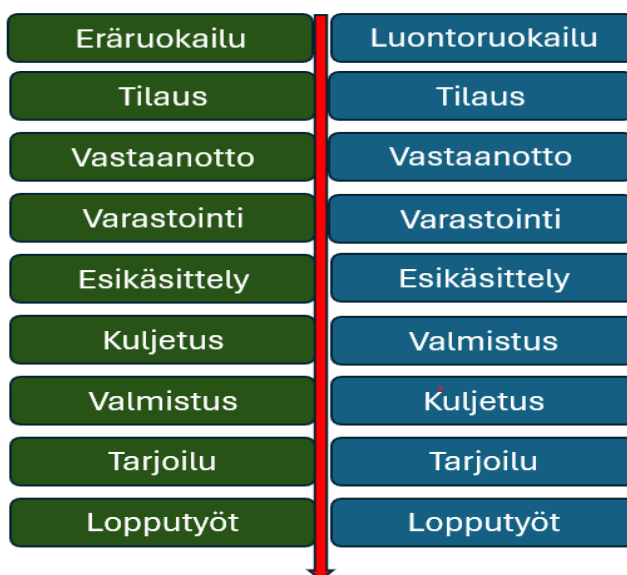 Eräruokailu
Tilaus
Vastaanotto
Varastointi
Esikäsittely
Kuljetus
Valmistus
Tarjoilu
Lopputyöt
Luontoruokailu
Tilaus
Vastaanotto
Varastointi
Esikäsittely
Valmistus
Kuljetus
Tarjoilu
Lopputyöt